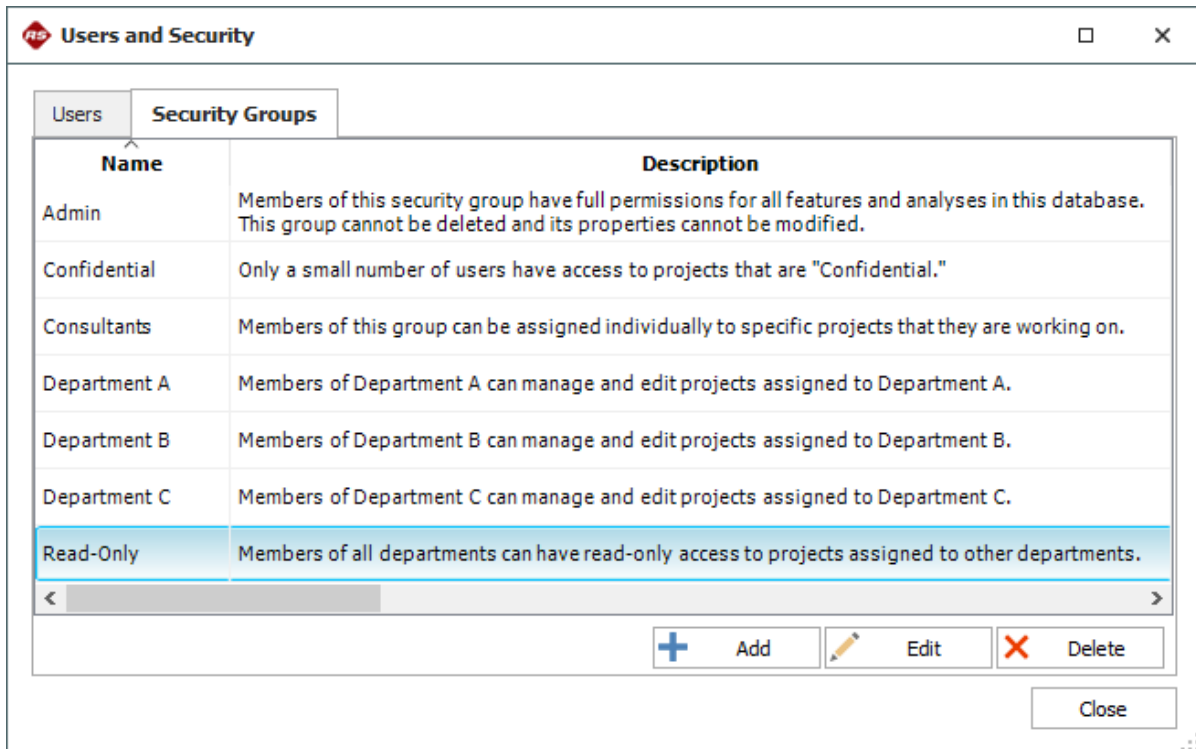 RS Users and Security
Users Security Groups
Name Description
Admin Members of this security group have full permissions for all features and analyses in this database.
This group cannot be deleted and its properties cannot be modified.
Confidential Only a small number of users have access to projects that are "Confidential."
Consultants Members of this group can be assigned individually to specific projects that they are working on.
Department A Members of Department A can manage and edit projects assigned to Department A.
Department B Members of Department B can manage and edit projects assigned to Department B.
Department C Members of Department C can manage and edit projects assigned to Department C.
Read-Only Members of all departments can have read-only access to projects assigned to other departments.
Add Edit Delete
Close